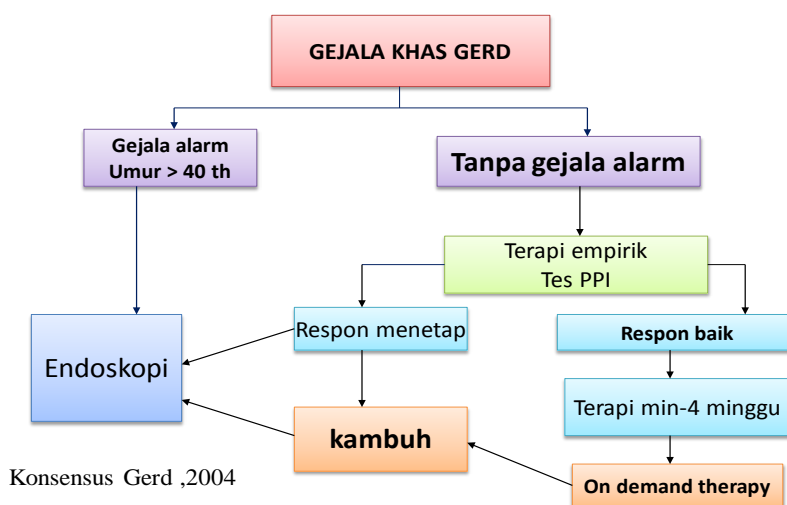 GEJALA KHAS GERD
Gejala alarm
Umur > 40 th
Tanpa gejala alarm
Terapi empirik
Tes PPI
Respon menetap
Respon baik
Endoskopi
Terapi min-4 minggu
kambuh
Konsensus Gerd ,2004
On demand therapy